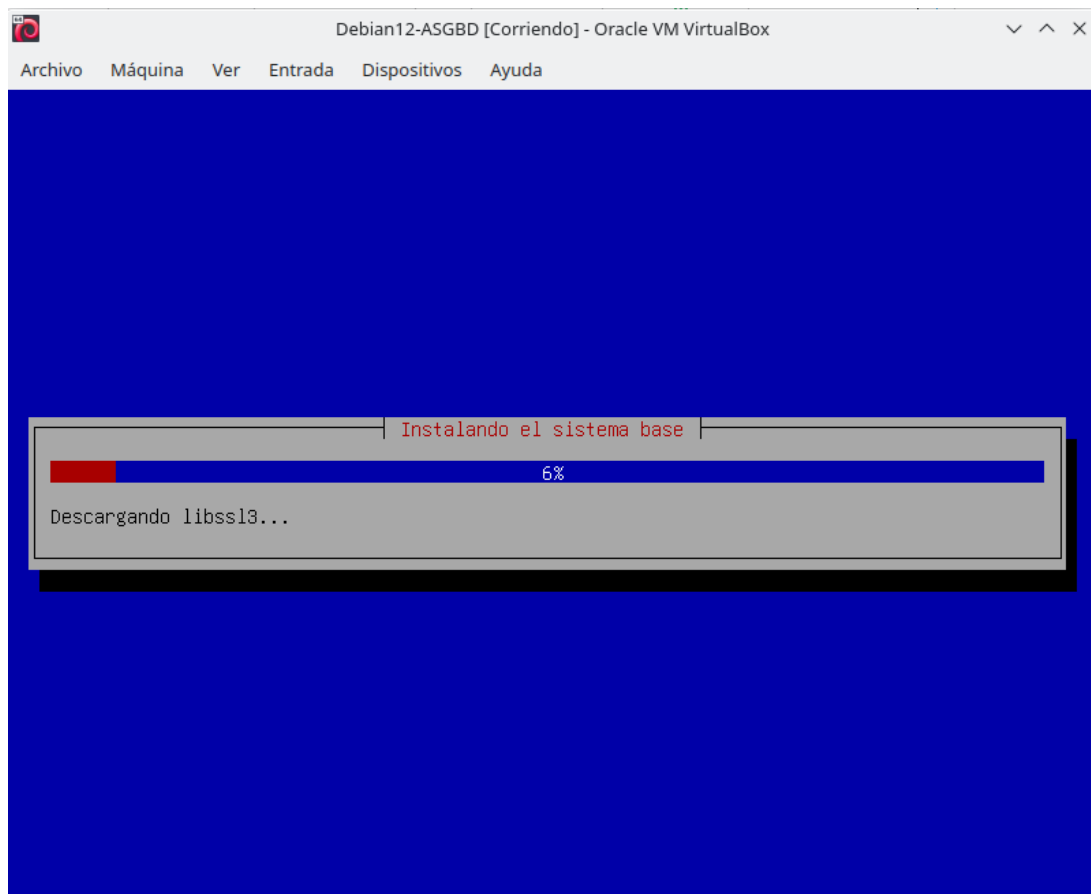 Debian12-ASGBD [Corriendo] - Oracle VM VirtualBox
Archivo Máquina Ver Entrada Dispositivos Ayuda
Instalando el sistema base
6%
Descargando libssl3...